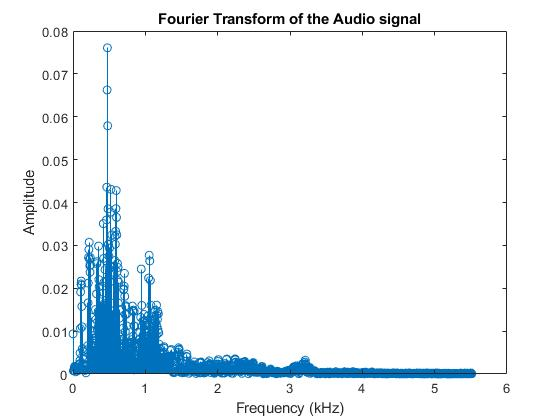 Fourier Transform of the Audio signal
0.08
0.07
0.06
0.05
0.04
0.03
0.02
0.01
0
0 1 2 3 4 5 6
Amplitude
Frequency (kHz)